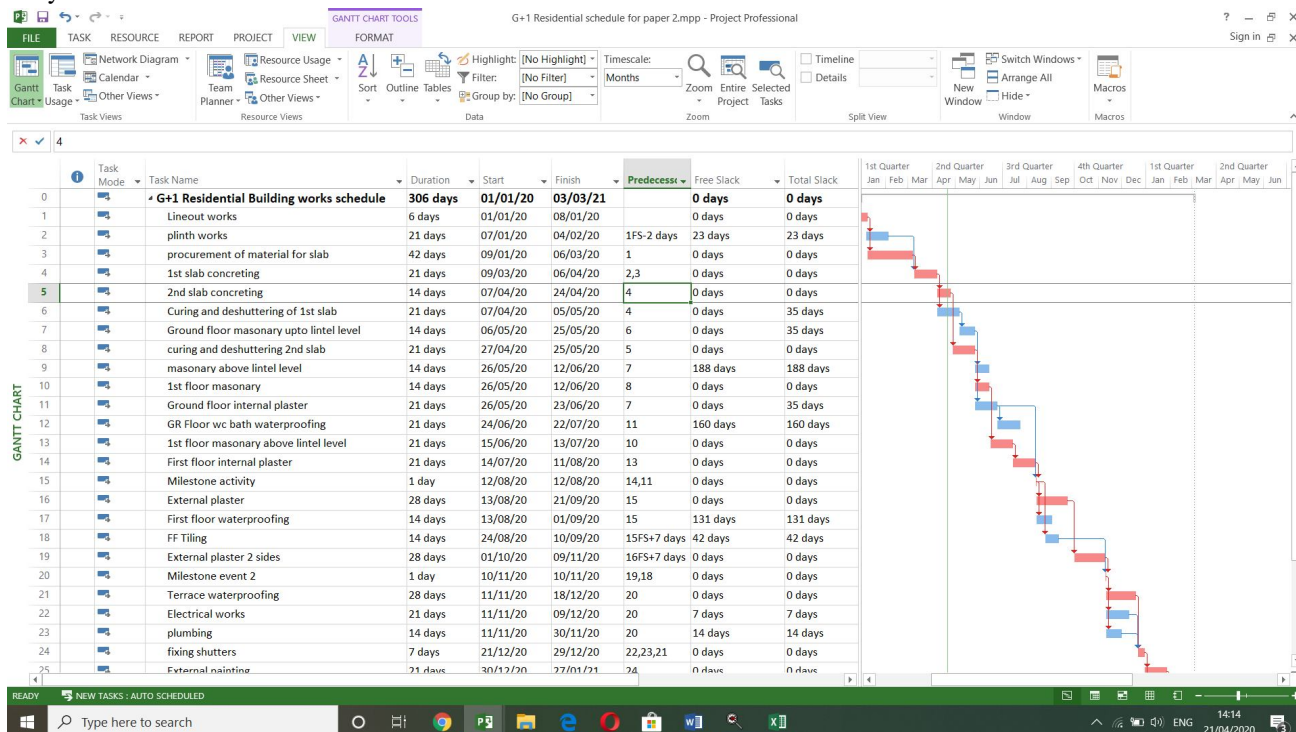 GANTT CHART TOOLS
G+1 Residential schedule for paper 2.mpp - Project Professional
FILE TASK RESOURCE REPORT PROJECT VIEW FORMAT Sign in
Network Diagram Resource Usage Highlight: [No Highlight] Timescale: Timeline Switch Windows
Calendar Resource Sheet Filter: [No Filter] Months Details Arrange All
Other Views Other Views Group by: [No Group] Hide
Gantt Chart Task Usage Team Planner Sort Outline Tables Zoom Entire Project Selected Tasks New Window Macros
Task Views Resource Views Data Zoom Split View Window Macros
4
Task Mode Task Name Duration Start Finish Predecesso Free Slack Total Slack
1st Quarter 2nd Quarter 3rd Quarter 4th Quarter 1st Quarter 2nd Quarter
Jan Feb Mar Apr May Jun Jul Aug Sep Oct Nov Dec Jan Feb Mar Apr May Jun
0 G+1 Residential Building works schedule 306 days 01/01/20 03/03/21 0 days 0 days
1 Lineout works 6 days 01/01/20 08/01/20 0 days 0 days
2 plinth works 21 days 07/01/20 04/02/20 1FS-2 days 23 days 23 days
3 procurement of material for slab 42 days 09/01/20 06/03/20 1 0 days 0 days
4 1st slab concreting 21 days 09/03/20 06/04/20 2,3 0 days 0 days
5 2nd slab concreting 14 days 07/04/20 24/04/20 4 0 days 0 days
6 Curing and deshuttering of 1st slab 21 days 07/04/20 05/05/20 4 0 days 35 days
7 Ground floor masonary upto lintel level 14 days 06/05/20 25/05/20 6 0 days 35 days
8 curing and deshuttering 2nd slab 21 days 27/04/20 25/05/20 5 0 days 0 days
9 masonary above lintel level 14 days 26/05/20 12/06/20 7 188 days 188 days
10 1st floor masonary 14 days 26/05/20 12/06/20 8 0 days 0 days
11 Ground floor internal plaster 21 days 26/05/20 23/06/20 7 0 days 35 days
12 GR Floor wc bath waterproofing 21 days 24/06/20 22/07/20 11 160 days 160 days
13 1st floor masonary above lintel level 21 days 15/06/20 13/07/20 10 0 days 0 days
14 First floor internal plaster 21 days 14/07/20 11/08/20 13 0 days 0 days
15 Milestone activity 1 day 12/08/20 12/08/20 14,11 0 days 0 days
16 External plaster 28 days 13/08/20 21/09/20 15 0 days 0 days
17 First floor waterproofing 14 days 13/08/20 01/09/20 15 131 days 131 days
18 FF Tiling 14 days 24/08/20 10/09/20 15FS+7 days 42 days 42 days
19 External plaster 2 sides 28 days 01/10/20 09/11/20 16FS+7 days 0 days 0 days
20 Milestone event 2 1 day 10/11/20 10/11/20 19,18 0 days 0 days
21 Terrace waterproofing 28 days 11/11/20 18/12/20 20 0 days 0 days
22 Electrical works 21 days 11/11/20 09/12/20 20 7 days 7 days
23 plumbing 14 days 11/11/20 30/11/20 20 14 days 14 days
24 fixing shutters 7 days 21/12/20 29/12/20 22,23,21 0 days 0 days
25 External painting 21 days 30/12/20 27/01/21 24 0 days 0 days
GANTT CHART
READY NEW TASKS : AUTO SCHEDULED
Type here to search ENG 14:14
21/04/2020